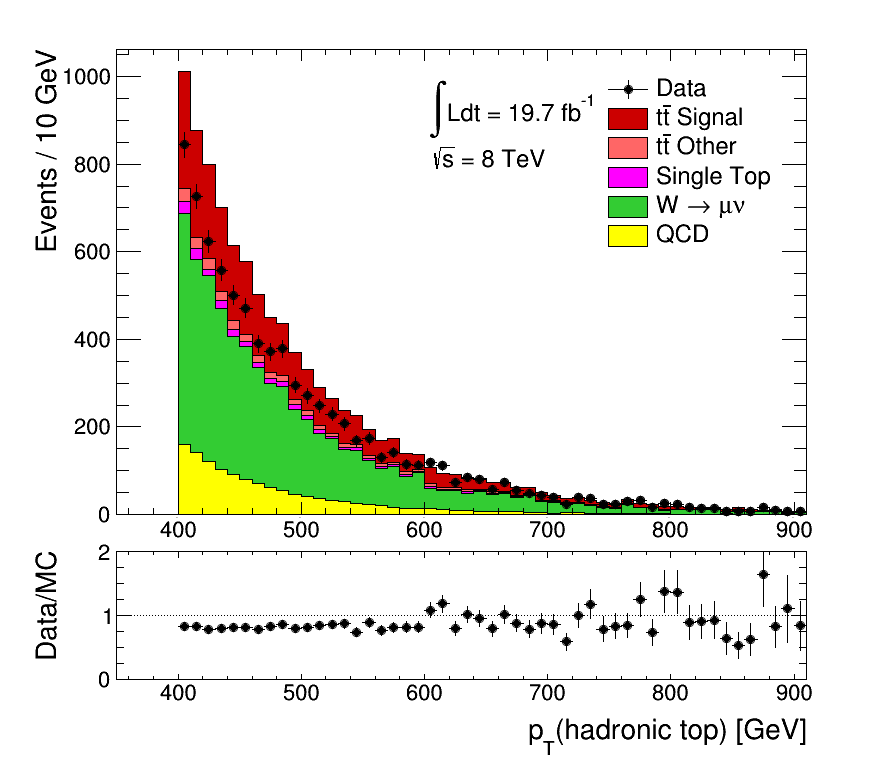 Events / 10 GeV
1000
800
600
400
200
0
∫Ldt = 19.7 fb⁻¹
√s = 8 TeV
Data
tt̄ Signal
tt̄ Other
Single Top
W → μν
QCD
400 500 600 700 800 900
Data/MC
2
1
0
400 500 600 700 800 900
p_T(hadronic top) [GeV]